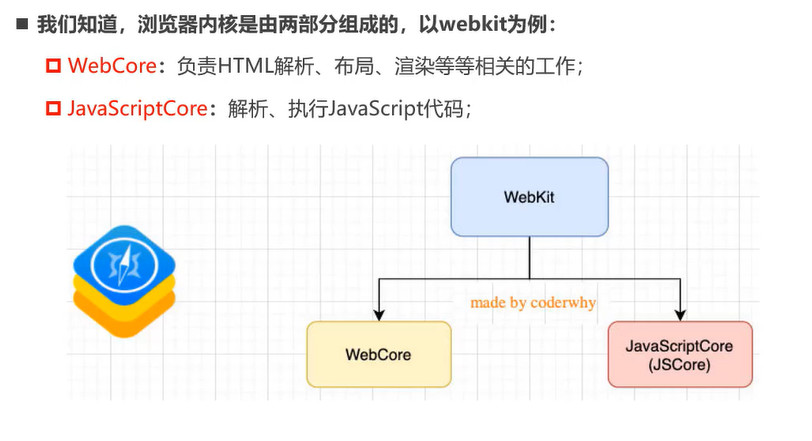 我们知道，浏览器内核是由两部分组成的，以webkit为例：
WebCore：负责HTML解析、布局、渲染等等相关的工作；
JavaScriptCore：解析、执行JavaScript代码；
WebKit
made by coderwhy
WebCore
JavaScriptCore
(JSCore)